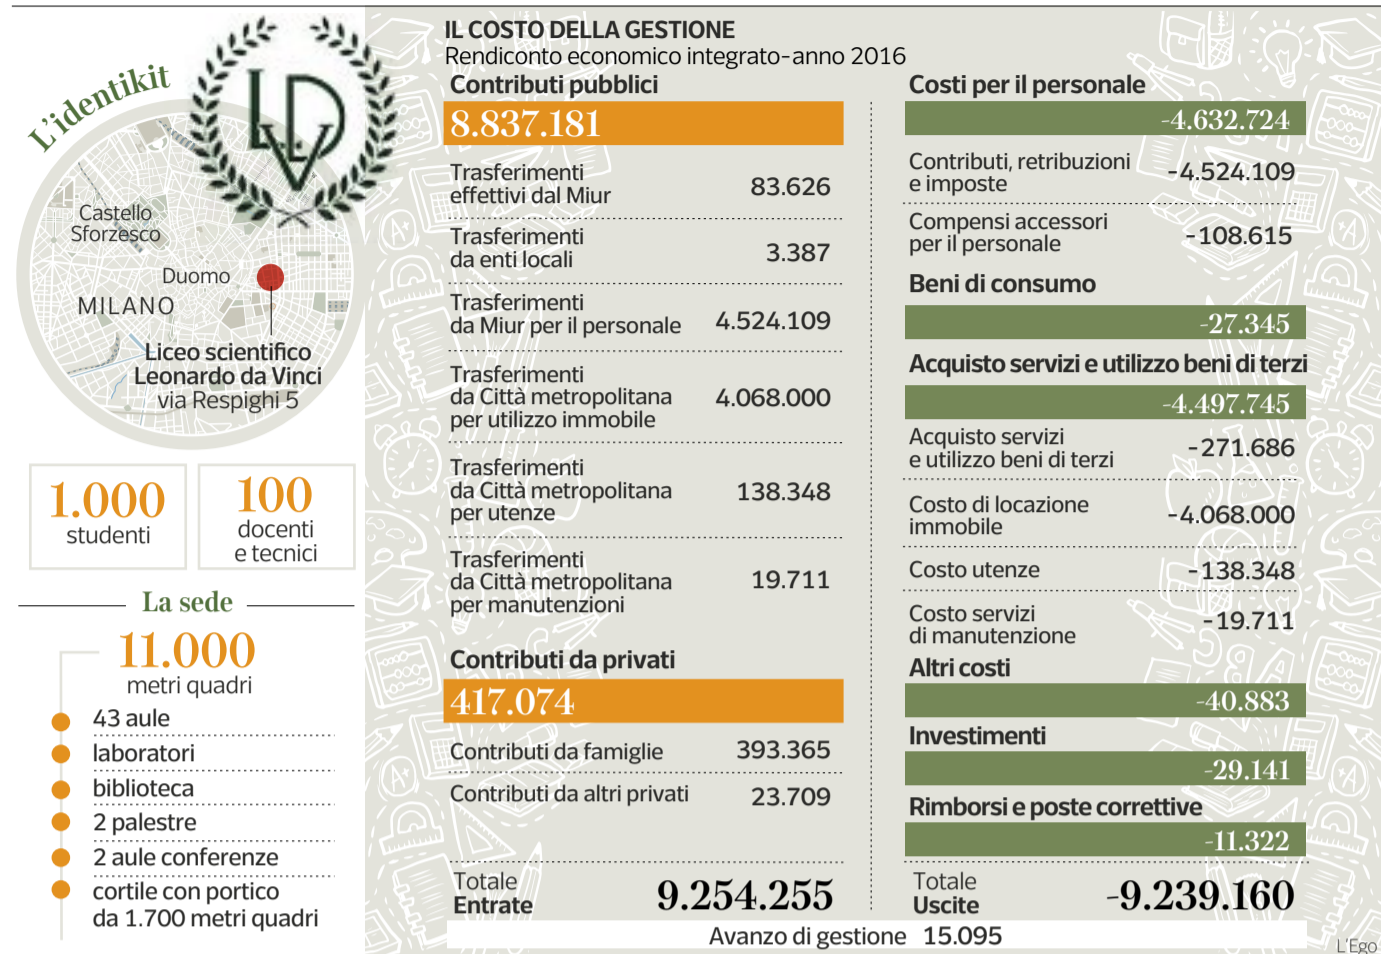 L'identikit
LDV
Castello
Sforzesco
Duomo
MILANO
Liceo scientifico
Leonardo da Vinci
via Respighi 5
1.000
studenti
100
docenti
e tecnici
La sede
11.000
metri quadri
43 aule
laboratori
biblioteca
2 palestre
2 aule conferenze
cortile con portico
da 1.700 metri quadri
IL COSTO DELLA GESTIONE
Rendiconto economico integrato-anno 2016
Contributi pubblici
8.837.181
Trasferimenti
effettivi dal Miur 83.626
Trasferimenti
da enti locali 3.387
Trasferimenti
da Miur per il personale 4.524.109
Trasferimenti
da Città metropolitana 4.068.000
per utilizzo immobile
Trasferimenti
da Città metropolitana 138.348
per utenze
Trasferimenti
da Città metropolitana 19.711
per manutenzioni
Contributi da privati
417.074
Contributi da famiglie 393.365
Contributi da altri privati 23.709
Totale
Entrate 9.254.255
Costi per il personale
-4.632.724
Contributi, retribuzioni
e imposte -4.524.109
Compensi accessori
per il personale -108.615
Beni di consumo
-27.345
Acquisto servizi e utilizzo beni di terzi
-4.497.745
Acquisto servizi
e utilizzo beni di terzi -271.686
Costo di locazione
immobile -4.068.000
Costo utenze -138.348
Costo servizi
di manutenzione -19.711
Altri costi
-40.883
Investimenti
-29.141
Rimborsi e poste correttive
-11.322
Totale
Uscite -9.239.160
Avanzo di gestione 15.095
L'Ego